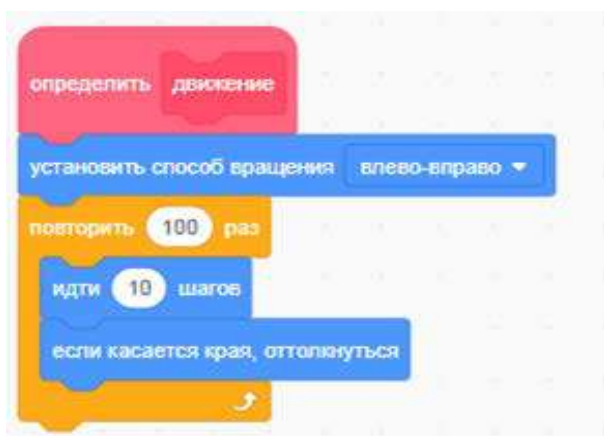 определить движение
установить способ вращения влево-вправо
повторить 100 раз
идти 10 шагов
если касается края, оттолкнуться